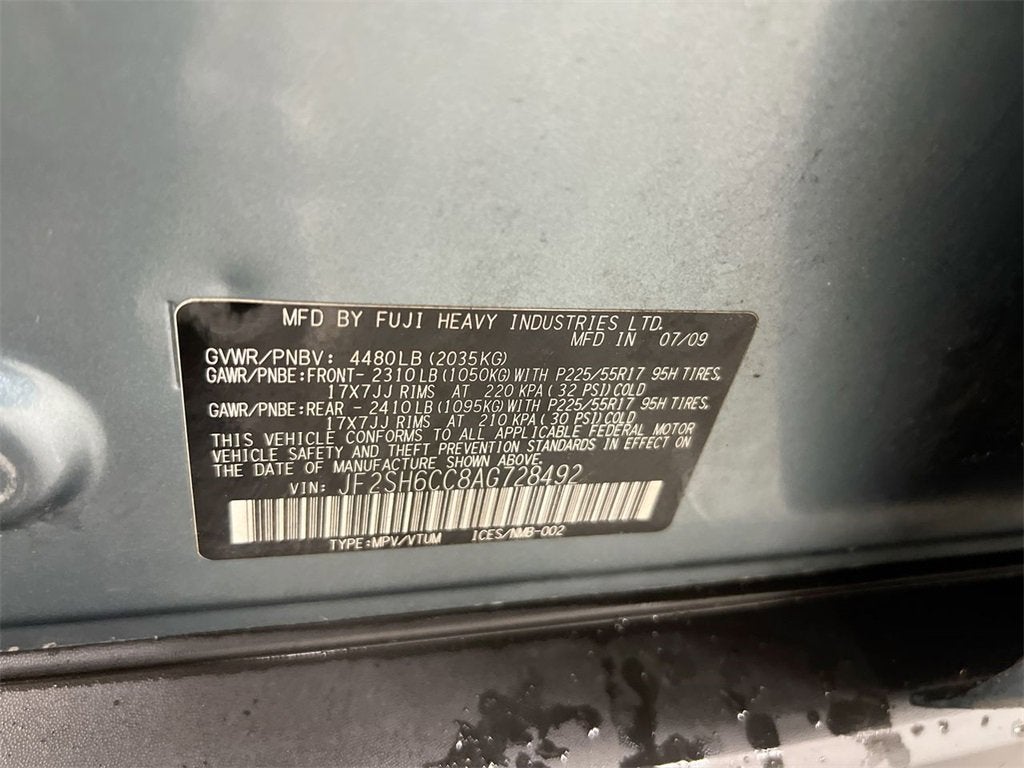 MFD BY FUJI HEAVY INDUSTRIES LTD.
MFD IN 07/09
GVWR/PNBV: 4480LB(2035KG)
GAWR/PNBE:FRONT-2310LB(1050KG)WITH P225/55R17 95H TIRES,
17X7JJ RIMS AT 220 KPA(32 PSI)COLD
GAWR/PNBE:REAR -2410LB(1095KG)WITH P225/55R17 95H TIRES,
17X7JJ RIMS AT 210 KPA(30 PSI)COLD.
THIS VEHICLE CONFORMS TO ALL APPLICABLE FEDERAL MOTOR
VEHICLE SAFETY AND THEFT PREVENTION STANDARDS IN EFFECT ON
THE DATE OF MANUFACTURE SHOWN ABOVE.
VIN: JF2SH6CC8AG728492
TYPE:MPV/VTUM ICES/NMB-002